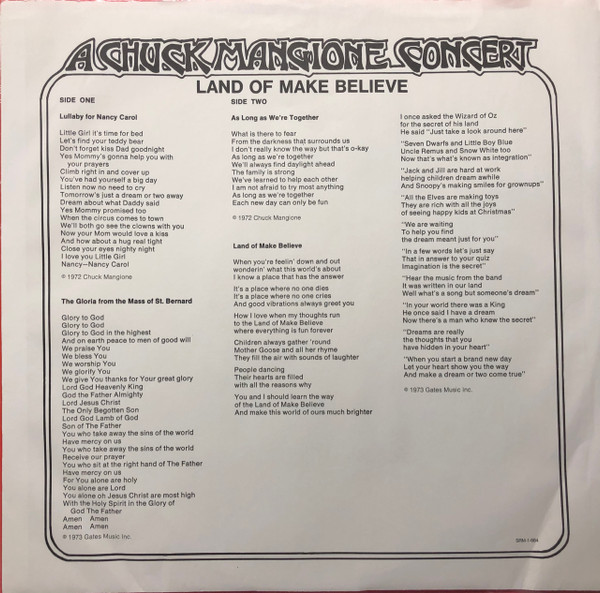 A CHUCK MANGIONE CONCERT
LAND OF MAKE BELIEVE
SIDE ONE
Lullaby for Nancy Carol
Little Girl it's time for bed
Let's find your teddy bear
Don't forget kiss Dad goodnight
Yes Mommy's gonna help you with
your prayers
Climb right in and cover up
You've had yourself a big day
Listen now no need to cry
Tomorrow's just a dream or two away
Dream about what Daddy said
Yes Mommy promised too
When the circus comes to town
We'll both go see the clowns with you
Now your Mom would love a kiss
And how about a hug real tight
Close your eyes nighty night
I love you Little Girl
Nancy—Nancy Carol
℗ 1972 Chuck Mangione
The Gloria from the Mass of St. Bernard
Glory to God
Glory to God
Glory to God in the highest
And on earth peace to men of good will
We praise You
We bless You
We worship You
We glorify You
We give You thanks for Your great glory
Lord God Heavenly King
God the Father Almighty
Lord Jesus Christ
The Only Begotten Son
Lord God Lamb of God
Son of The Father
You who take away the sins of the world
Have mercy on us
You who take away the sins of the world
Receive our prayer
You who sit at the right hand of The Father
Have mercy on us
For You alone are holy
You alone are Lord
You alone oh Jesus Christ are most high
With the Holy Spirit in the Glory of
God The Father
Amen Amen
Amen Amen
℗ 1973 Gates Music Inc.
SIDE TWO
As Long as We're Together
What is there to fear
From the darkness that surrounds us
I don't really know the way but that's o-kay
As long as we're together
We'll always find daylight ahead
The family is strong
We've learned to help each other
I am not afraid to try most anything
As long as we're together
Each new day can only be fun
℗ 1972 Chuck Mangione
Land of Make Believe
When you're feelin' down and out
wonderin' what this world's about
I know a place that has the answer
It's a place where no one dies
It's a place where no one cries
And good vibrations always greet you
How I love when my thoughts run
to the Land of Make Believe
where everything is fun forever
Children always gather 'round
Mother Goose and all her rhyme
They fill the air with sounds of laughter
People dancing
Their hearts are filled
with all the reasons why
You and I should learn the way
of the Land of Make Believe
And make this world of ours much brighter
I once asked the Wizard of Oz
for the secret of his land
He said "Just take a look around here"
"Seven Dwarfs and Little Boy Blue
Uncle Remus and Snow White too
Now that's what's known as integration"
"Jack and Jill are hard at work
helping children dream awhile
And Snoopy's making smiles for grownups"
"All the Elves are making toys
They are rich with all the joys
of seeing happy kids at Christmas"
"We are waiting
To help you find
the dream meant just for you"
"In a few words let's just say
That in answer to your quiz
Imagination is the secret"
"Hear the music from the band
It was written in our land
Well what's a song but someone's dream"
"In your world there was a King
He once said I have a dream
Now there's a man who knew the secret"
"Dreams are really
the thoughts that you
have hidden in your heart"
"When you start a brand new day
Let your heart show you the way
And make a dream or two come true"
℗ 1973 Gates Music Inc.